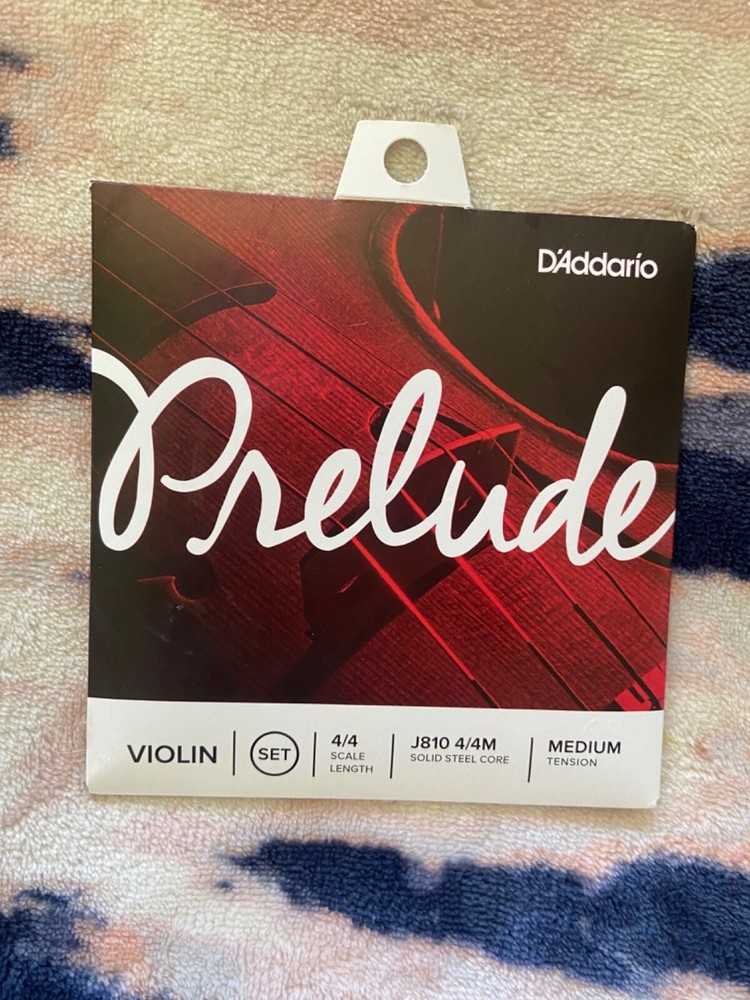 D'Addario
Prelude
VIOLIN
SET
4/4
SCALE
LENGTH
J810 4/4M
SOLID STEEL CORE
MEDIUM
TENSION